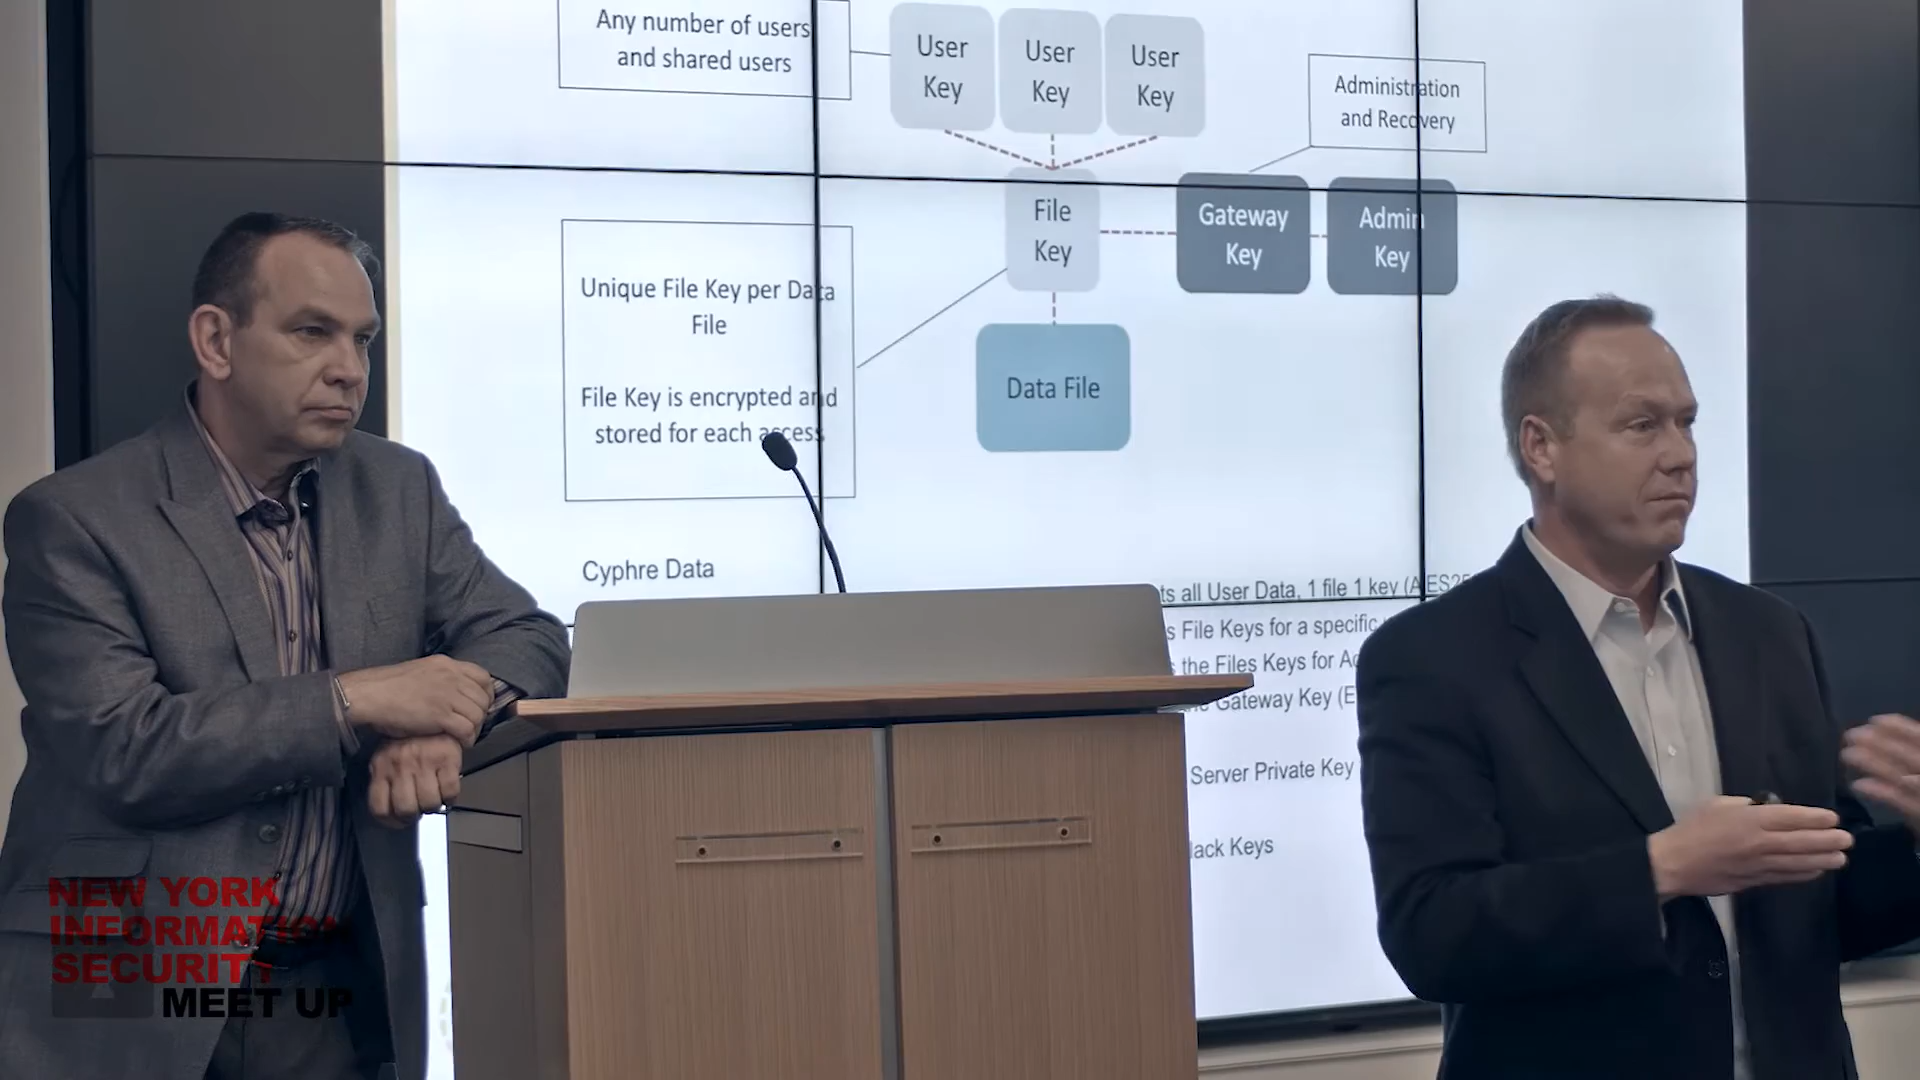 Any number of users
and shared users
User
Key
User
Key
User
Key
Administration
and Recovery
File
Key
Gateway
Key
Admin
Key
Unique File Key per Data
File
File Key is encrypted and
stored for each access
Data File
Cyphre Data
all User Data, 1 file 1 key
File Keys for a specific
the Files Keys for
Gateway Key
Server Private Key
Keys
NEW YORK
INFORMATION
SECURITY
MEET UP